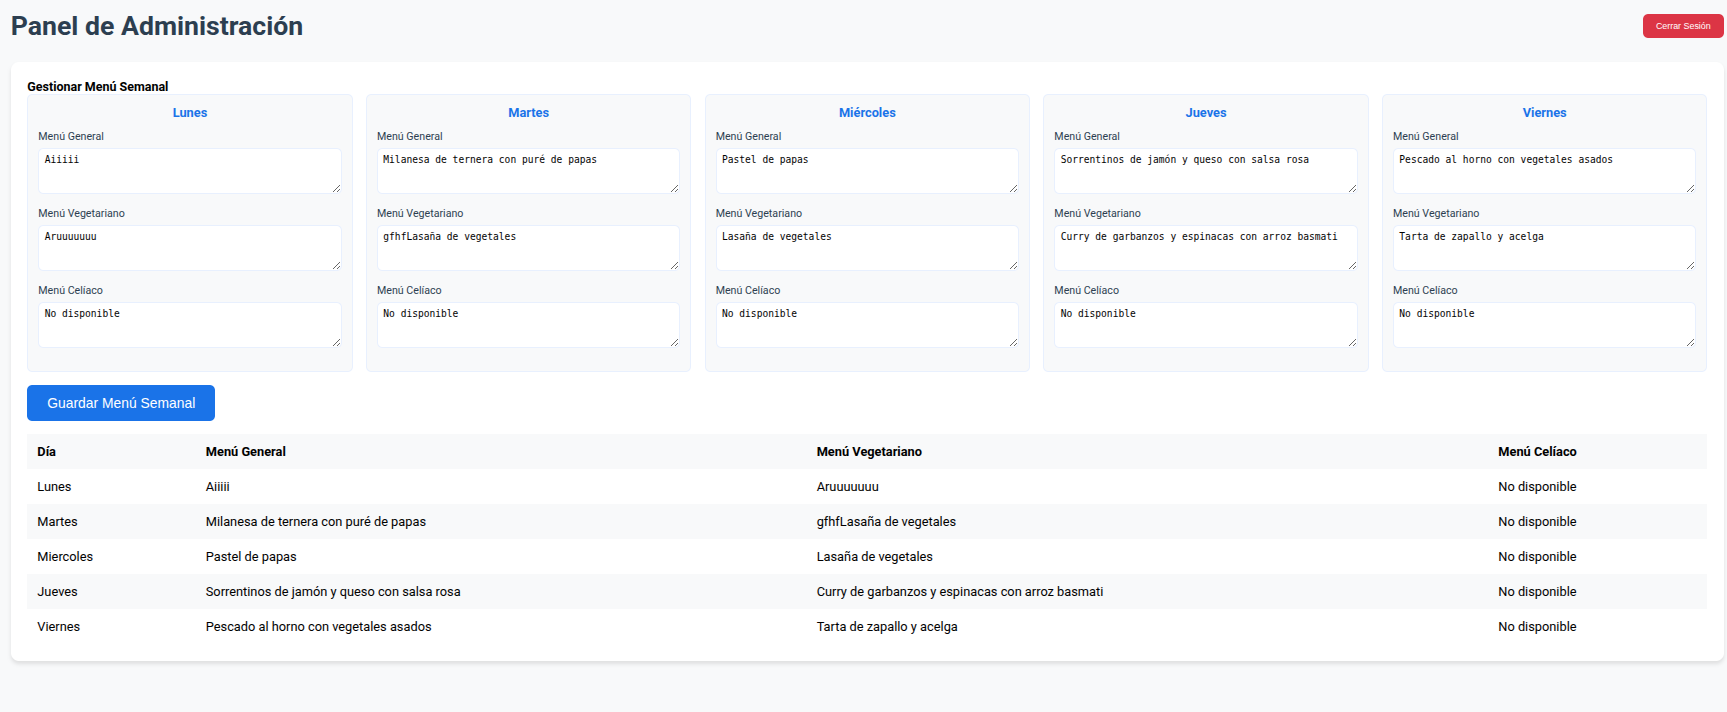 Panel de Administración
Cerrar Sesión
Gestionar Menú Semanal
Lunes
Menú General
Aiiiii
Menú Vegetariano
Aruuuuuuu
Menú Celíaco
No disponible
Martes
Menú General
Milanesa de ternera con puré de papas
Menú Vegetariano
gfhfLasaña de vegetales
Menú Celíaco
No disponible
Miércoles
Menú General
Pastel de papas
Menú Vegetariano
Lasaña de vegetales
Menú Celíaco
No disponible
Jueves
Menú General
Sorrentinos de jamón y queso con salsa rosa
Menú Vegetariano
Curry de garbanzos y espinacas con arroz basmati
Menú Celíaco
No disponible
Viernes
Menú General
Pescado al horno con vegetales asados
Menú Vegetariano
Tarta de zapallo y acelga
Menú Celíaco
No disponible
Guardar Menú Semanal
Día Menú General Menú Vegetariano Menú Celíaco
Lunes Aiiiii Aruuuuuuu No disponible
Martes Milanesa de ternera con puré de papas gfhfLasaña de vegetales No disponible
Miercoles Pastel de papas Lasaña de vegetales No disponible
Jueves Sorrentinos de jamón y queso con salsa rosa Curry de garbanzos y espinacas con arroz basmati No disponible
Viernes Pescado al horno con vegetales asados Tarta de zapallo y acelga No disponible